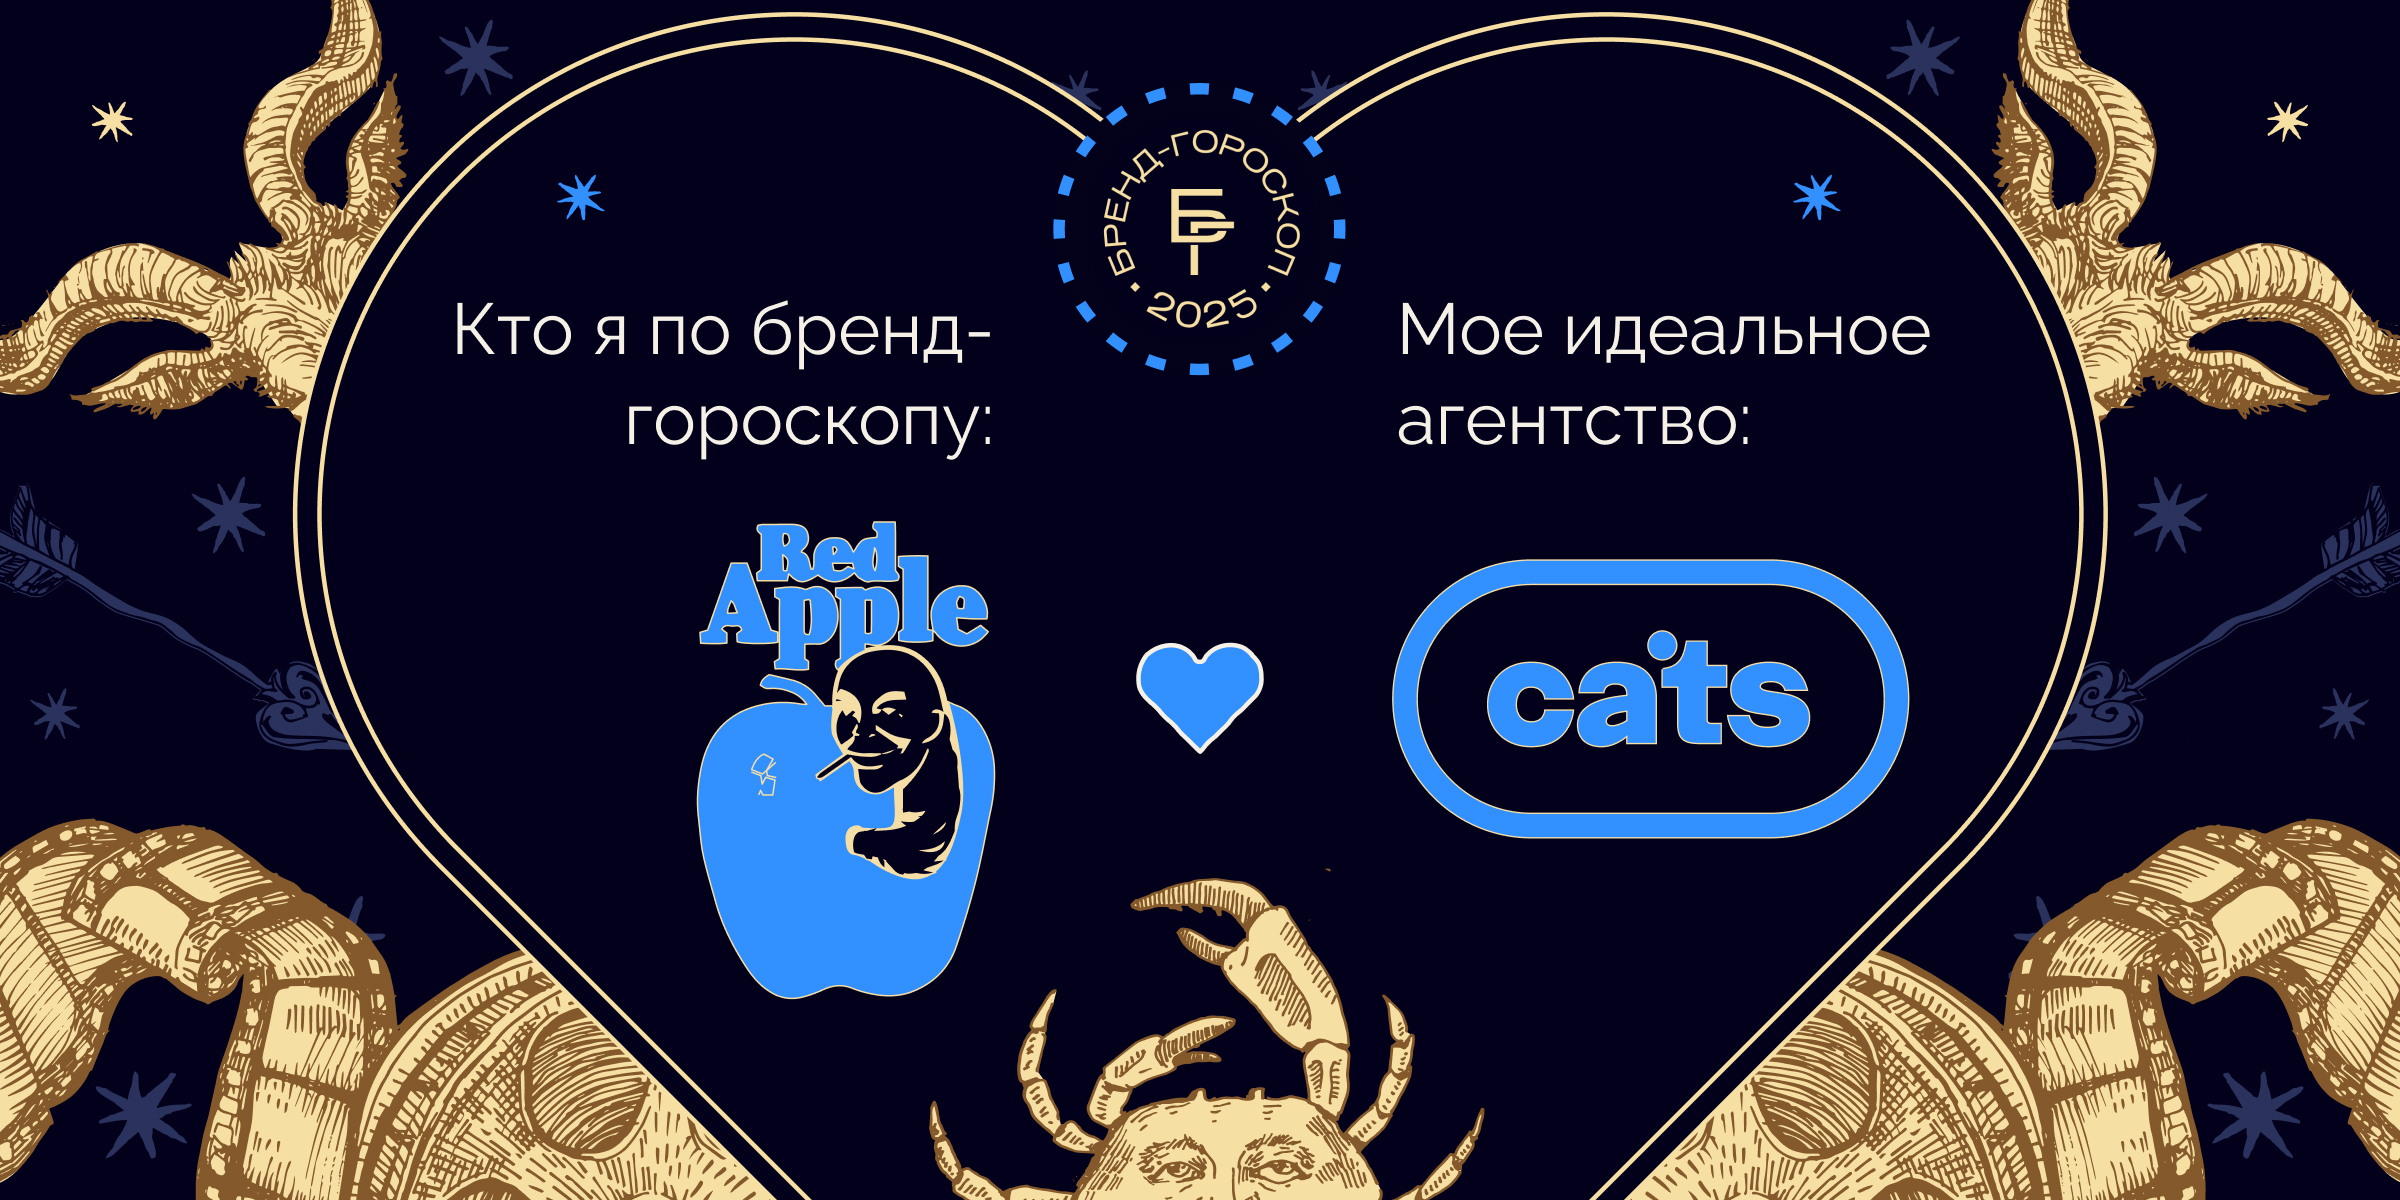 БРЕНД-ГОРОСКОП
БГ
• 2025 •
Кто я по бренд-
гороскопу:
Мое идеальное
агентство:
Red
Apple
cats